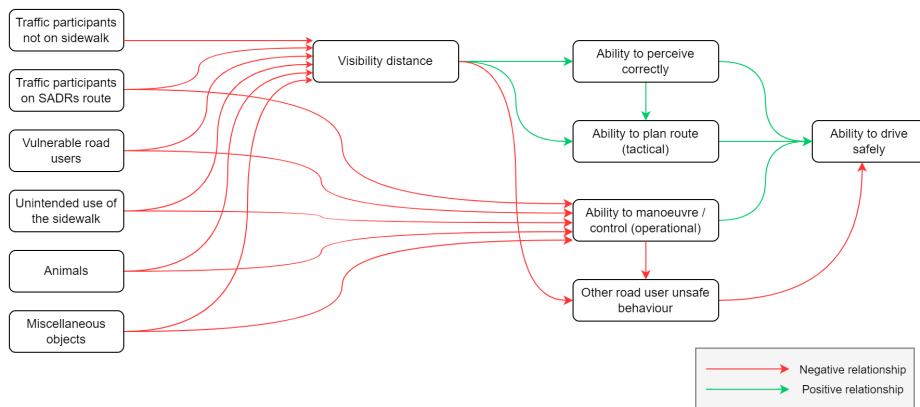 Traffic participants
not on sidewalk
Traffic participants
on SADRs route
Vulnerable road
users
Unintended use of
the sidewalk
Animals
Miscellaneous
objects
Visibility distance
Ability to perceive
correctly
Ability to plan route
(tactical)
Ability to manoeuvre /
control (operational)
Other road user unsafe
behaviour
Ability to drive
safely
Negative relationship
Positive relationship